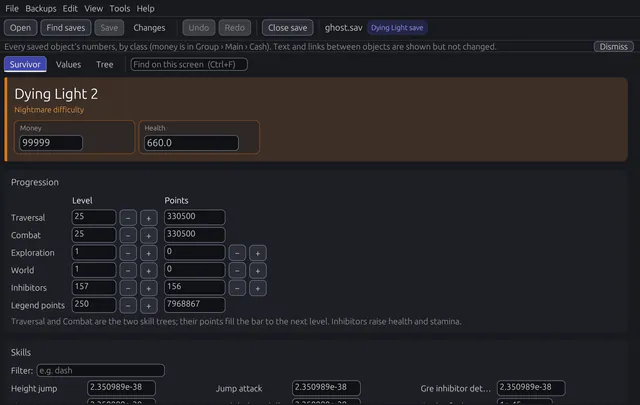 File Backups Edit View Tools Help
Open Find saves Save Changes Undo Redo Close save ghost.sav Dying Light save
Every saved object's numbers, by class (money is in Group › Main › Cash). Text and links between objects are shown but not changed. Dismiss
Survivor Values Tree Find on this screen (Ctrl+F)
Dying Light 2
Nightmare difficulty
Money Health
99999 660.0
Progression
Level Points
Traversal 25 − + 330500
Combat 25 − + 330500
Exploration 1 − + 0 − +
World 1 − + 0 − +
Inhibitors 157 − + 156 − +
Legend points 250 − + 7968867
Traversal and Combat are the two skill trees; their points fill the bar to the next level. Inhibitors raise health and stamina.
Skills
Filter: e.g. dash
Height jump 2.350989e-38 Jump attack 2.350989e-38 Gre inhibitor det... 2.350989e-38